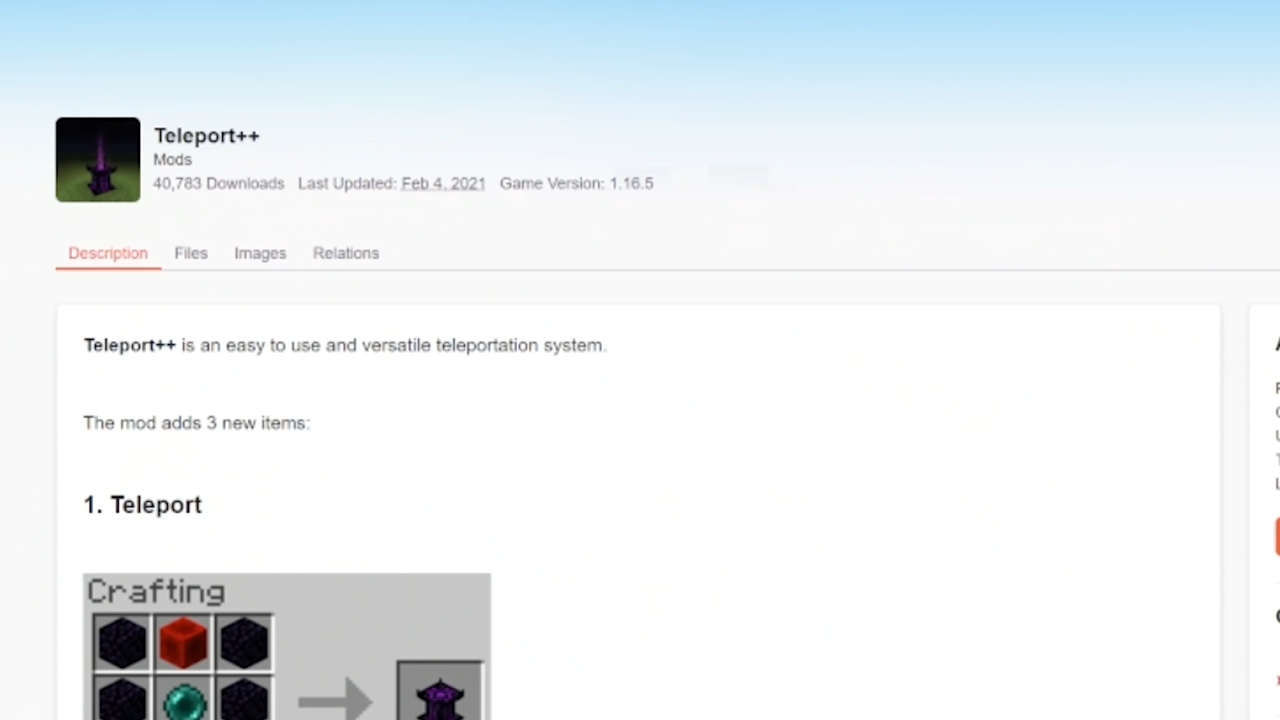 Teleport++
Mods
40,783 Downloads Last Updated: Feb 4, 2021 Game Version: 1.16.5
Description Files Images Relations
Teleport++ is an easy to use and versatile teleportation system.
The mod adds 3 new items:
1. Teleport
Crafting